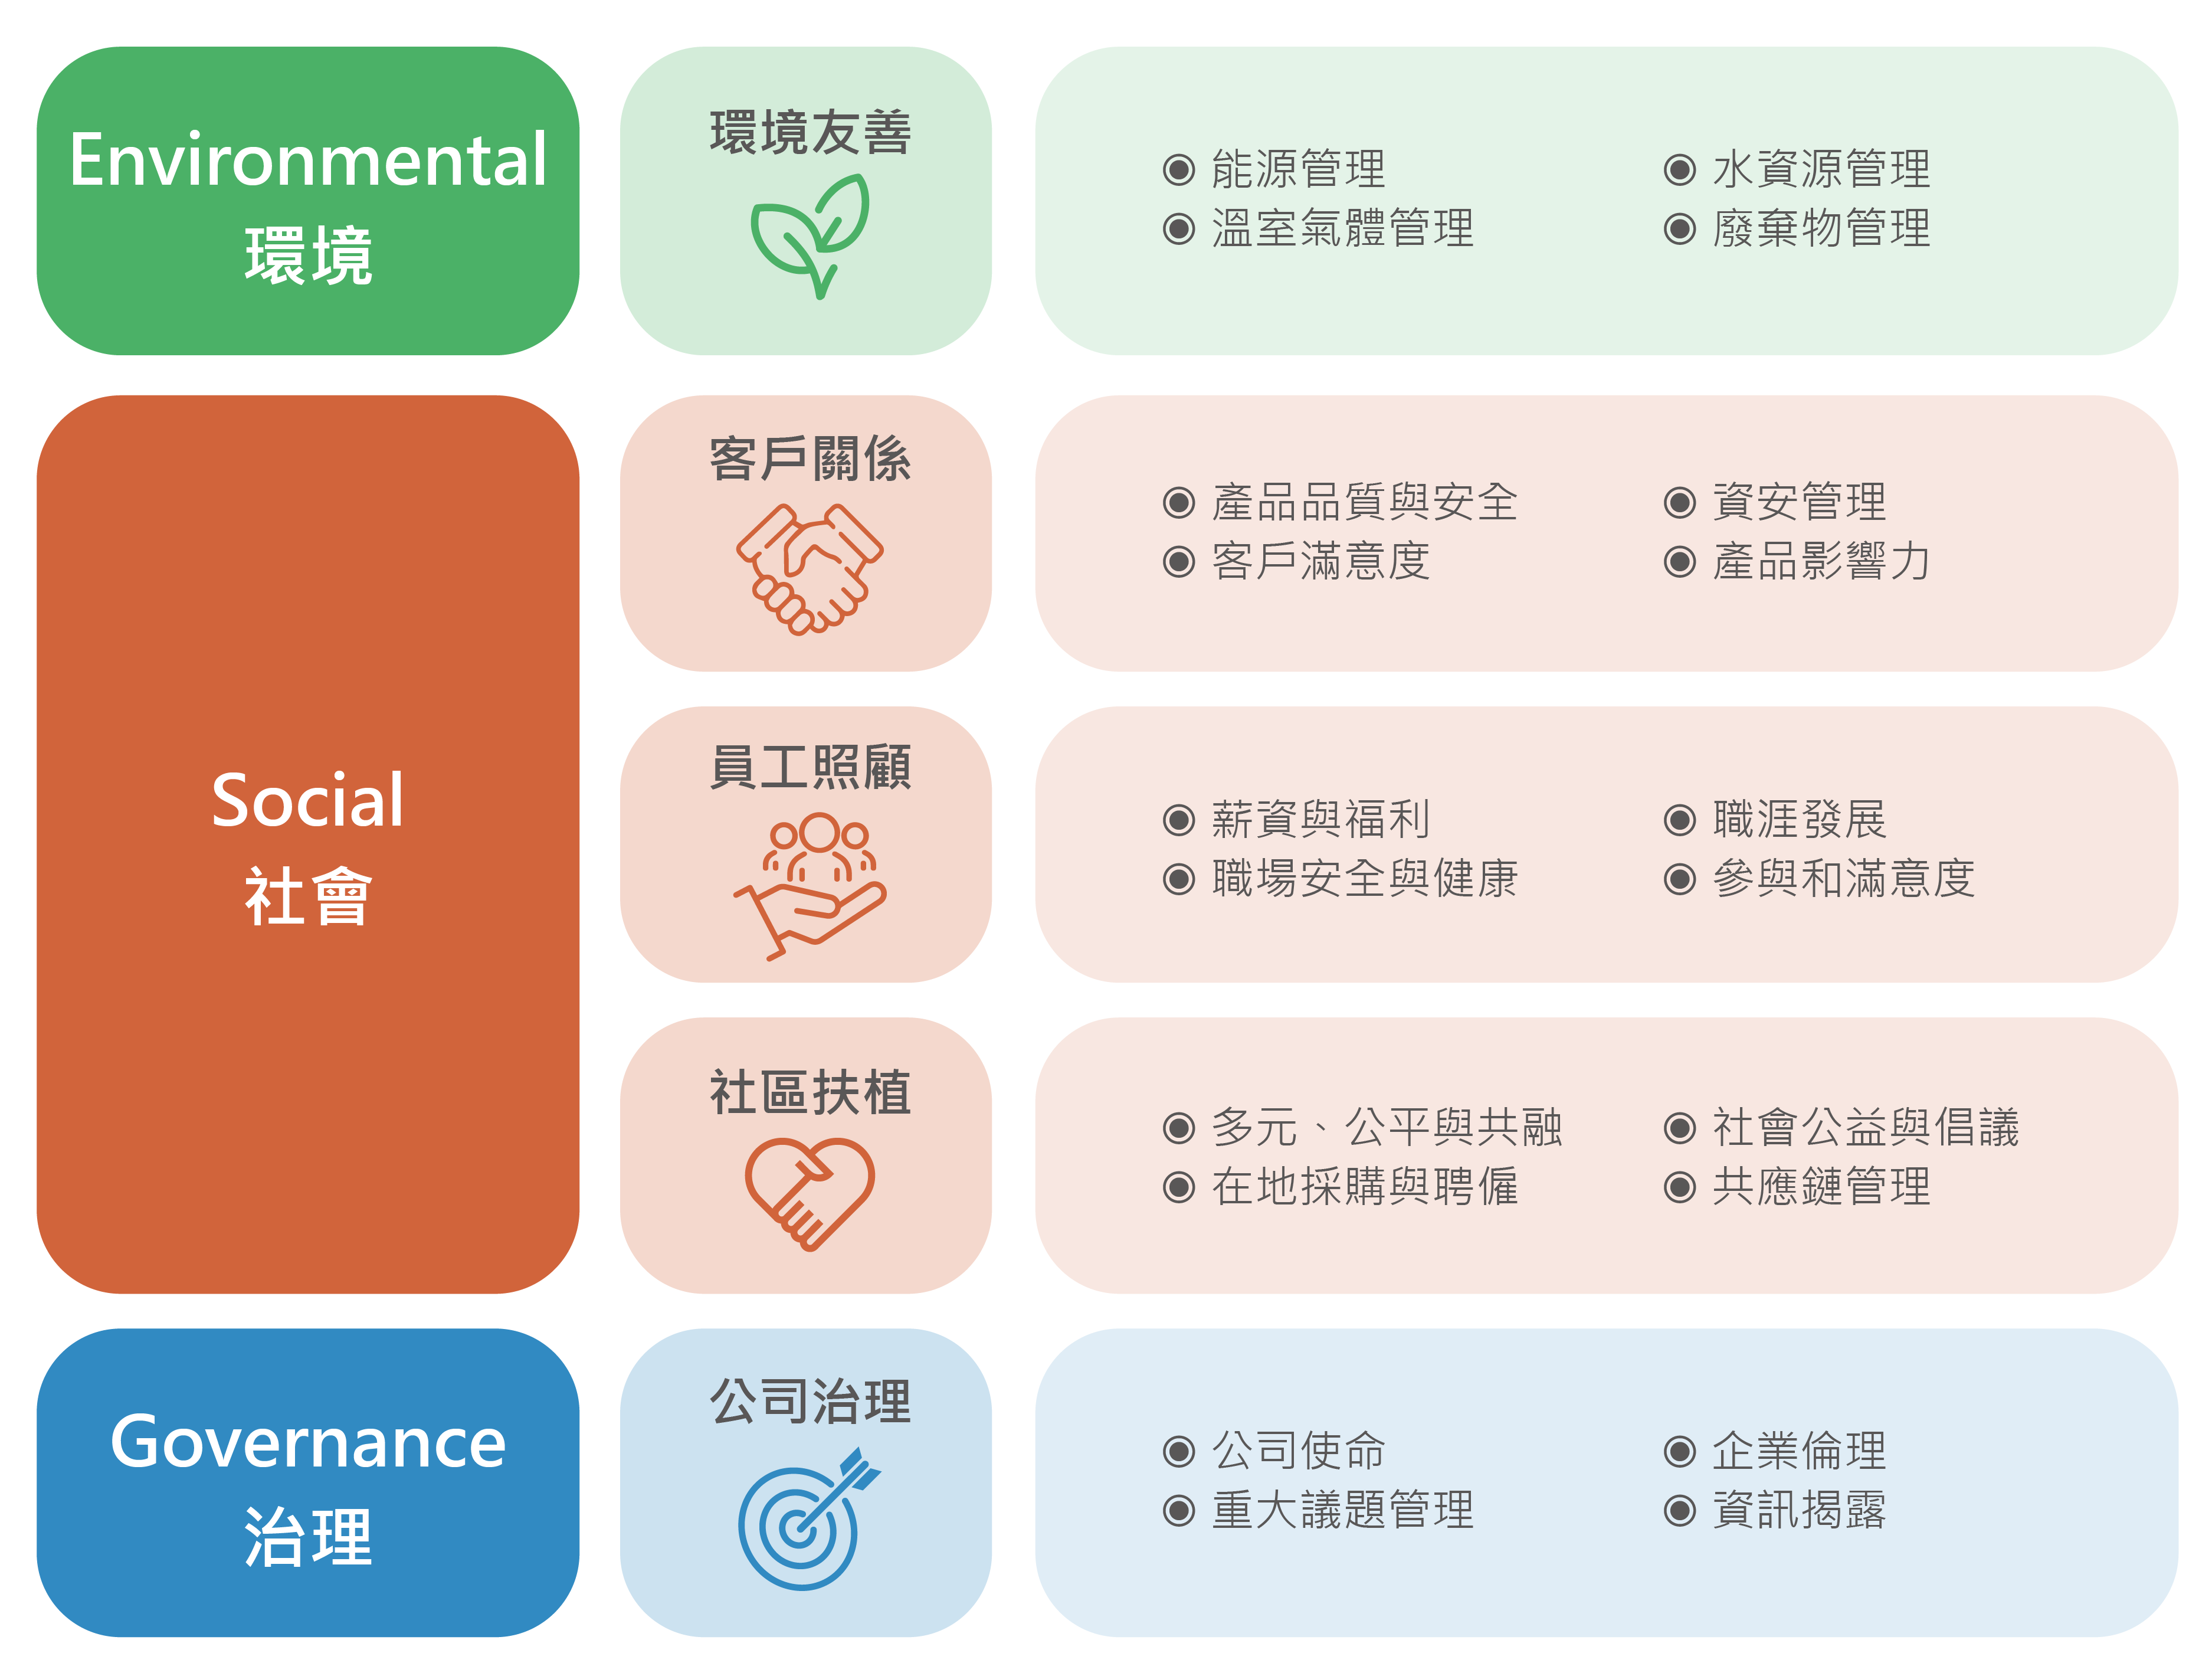 Environmental
環境
環境友善
◉ 能源管理
◉ 水資源管理
◉ 溫室氣體管理
◉ 廢棄物管理
Social
社會
客戶關係
◉ 產品品質與安全
◉ 資安管理
◉ 客戶滿意度
◉ 產品影響力
員工照顧
◉ 薪資與福利
◉ 職涯發展
◉ 職場安全與健康
◉ 參與和滿意度
社區扶植
◉ 多元、公平與共融
◉ 社會公益與倡議
◉ 在地採購與聘僱
◉ 共應鏈管理
Governance
治理
公司治理
◉ 公司使命
◉ 企業倫理
◉ 重大議題管理
◉ 資訊揭露